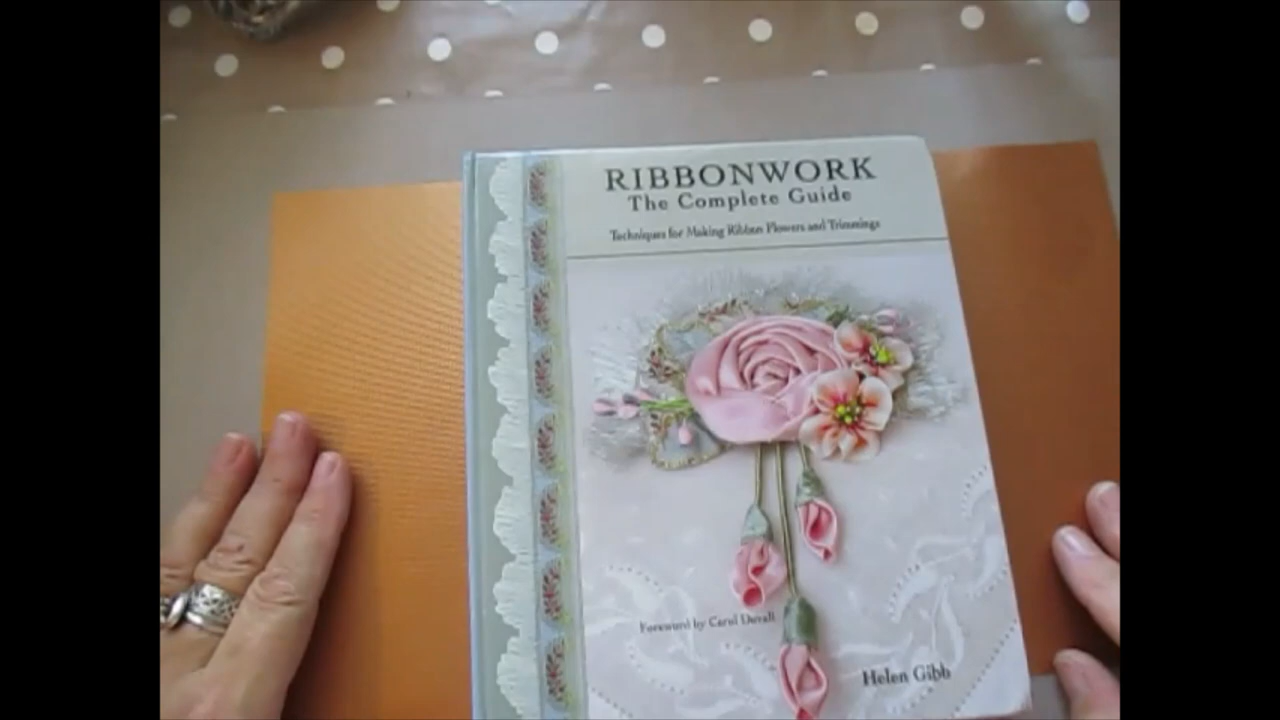 RIBBONWORK
The Complete Guide
Techniques for Making Ribbon Flowers and Trimmings
Foreword by Carol Duvall
Helen Gibb